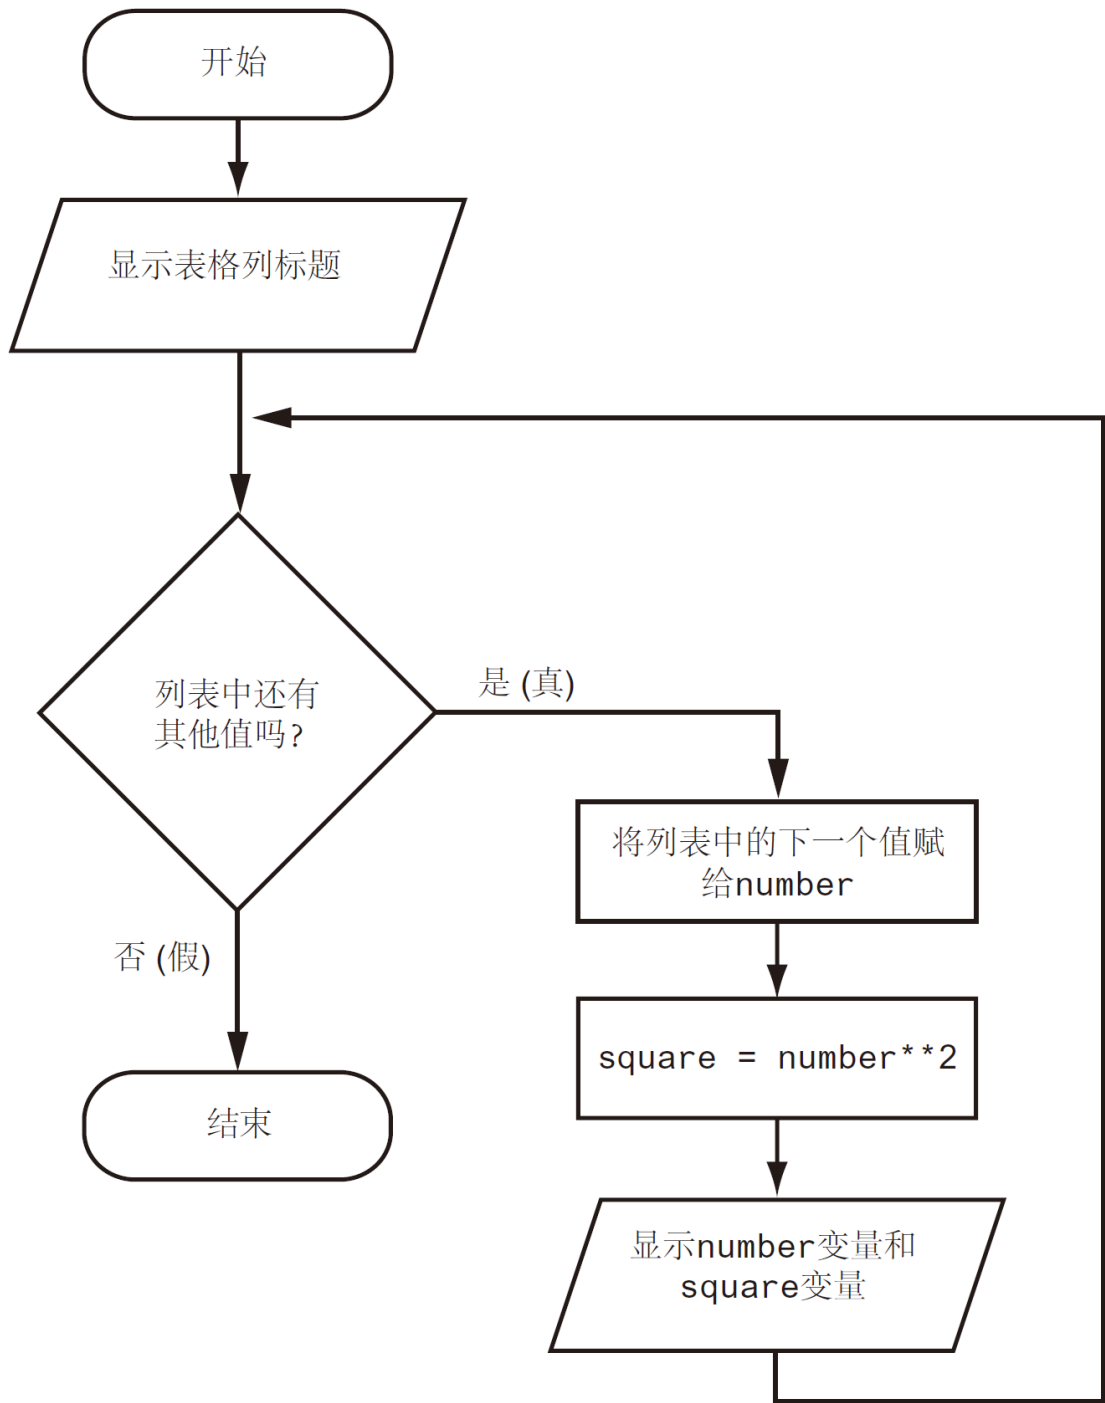 开始
显示表格列标题
列表中还有
其他值吗?
是 (真)
将列表中的下一个值赋
给number
square = number**2
显示number变量和
square变量
否 (假)
结束